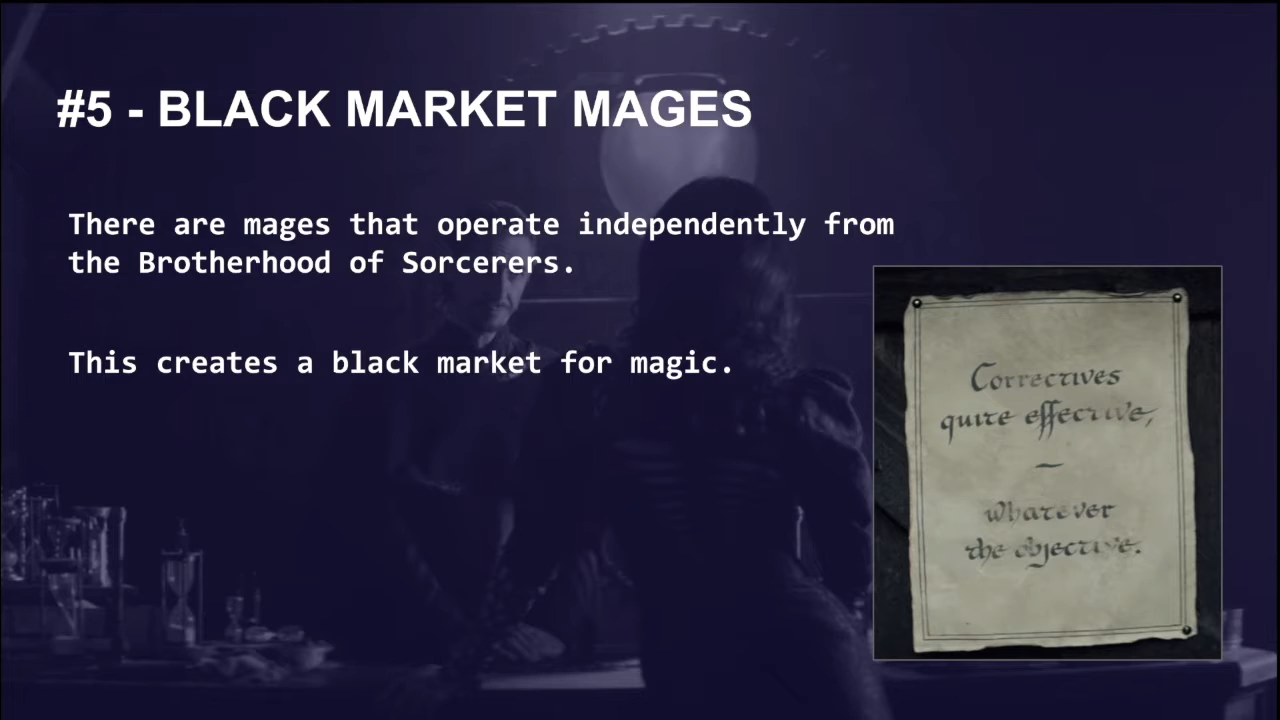 #5 - BLACK MARKET MAGES
There are mages that operate independently from
the Brotherhood of Sorcerers.
This creates a black market for magic.
Correctives
quite effective,
~
whatever
the objective.